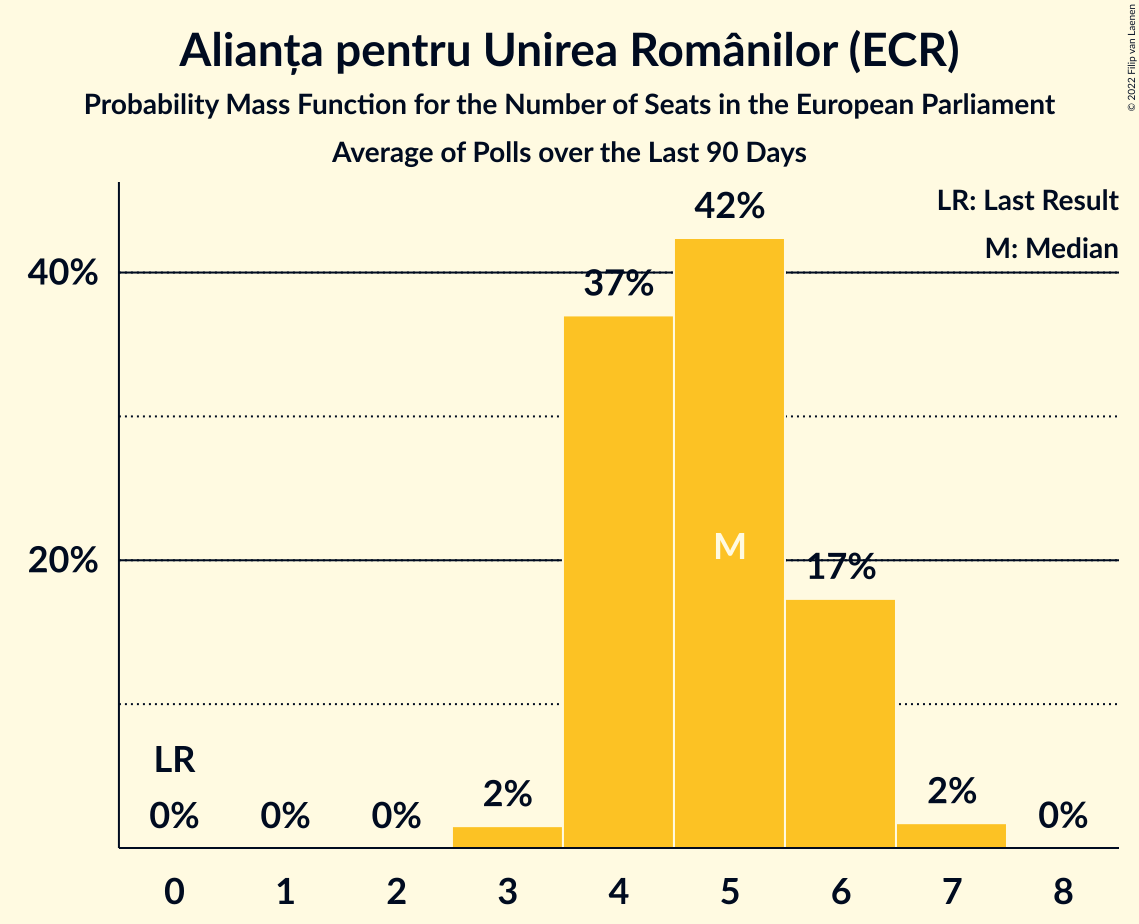 Alianța pentru Unirea Românilor (ECR)
Probability Mass Function for the Number of Seats in the European Parliament
Average of Polls over the Last 90 Days
© 2022 Filip van Laenen
LR: Last Result
M: Median
40%
20%
LR
0%
0%
0%
2%
37%
42%
M
17%
2%
0%
0 1 2 3 4 5 6 7 8